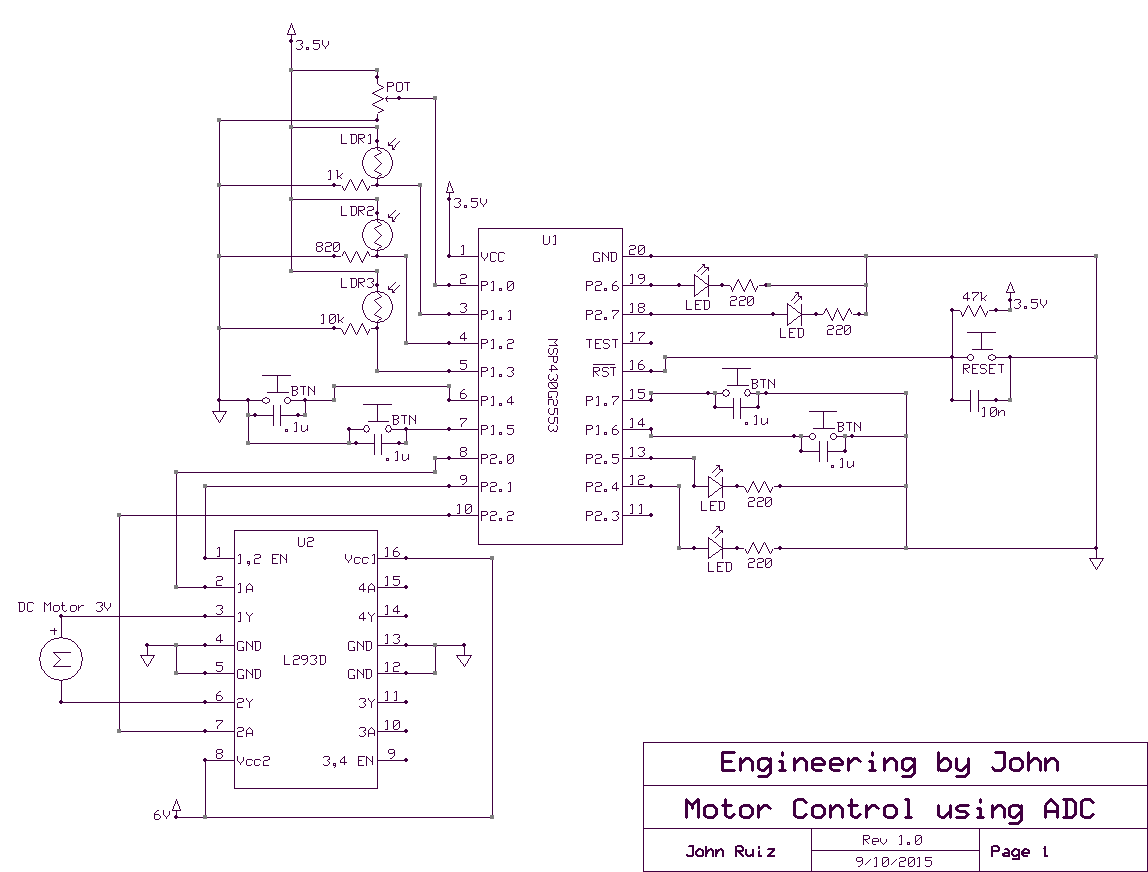 3.5V
POT
LDR1
1k
3.5V
LDR2
820
U1
1 VCC GND 20
LDR3
2 P1.0 P2.6 19
47k
3.5V
LED 220
10k
3 P1.1 P2.7 18
LED 220
4 P1.2 TEST 17
MSP430G2553
5 P1.3 RST 16
RESET
BTN
6 P1.4 P1.7 15
BTN
10n
.1u
BTN
.1u
7 P1.5 P1.6 14
BTN
.1u
.1u
8 P2.0 P2.5 13
9 P2.1 P2.4 12
LED 220
10 P2.2 P2.3 11
U2
1 1,2 EN Vcc1 16
LED 220
2 1A 4A 15
DC Motor 3V
3 1Y 4Y 14
+
4 GND GND 13
L293D
M
5 GND GND 12
6 2Y 3Y 11
7 2A 3A 10
8 Vcc2 3,4 EN 9
6V
Engineering by John
Motor Control using ADC
John Ruiz
Rev 1.0
9/10/2015
Page 1